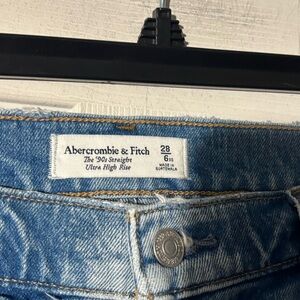 Abercrombie & Fitch
The '90s Straight
Ultra High Rise
28
6
MADE IN
GUATEMALA